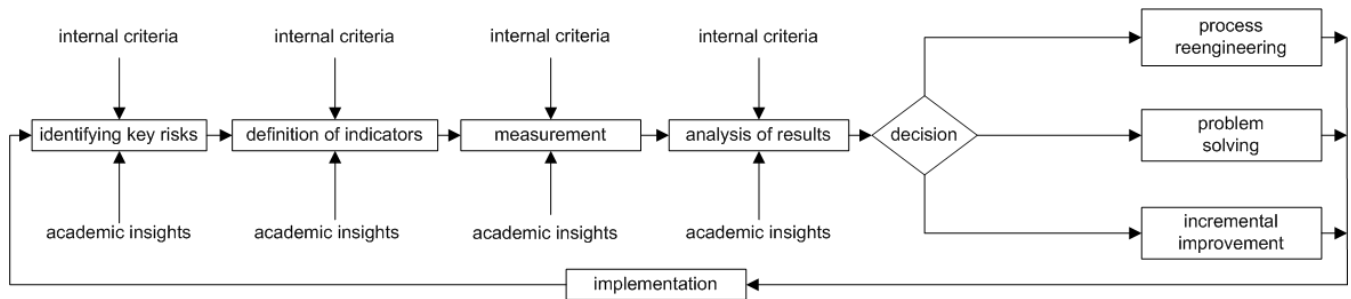 internal criteria
internal criteria
internal criteria
internal criteria
process
reengineering
identifying key risks
definition of indicators
measurement
analysis of results
decision
problem
solving
academic insights
academic insights
academic insights
academic insights
incremental
improvement
implementation